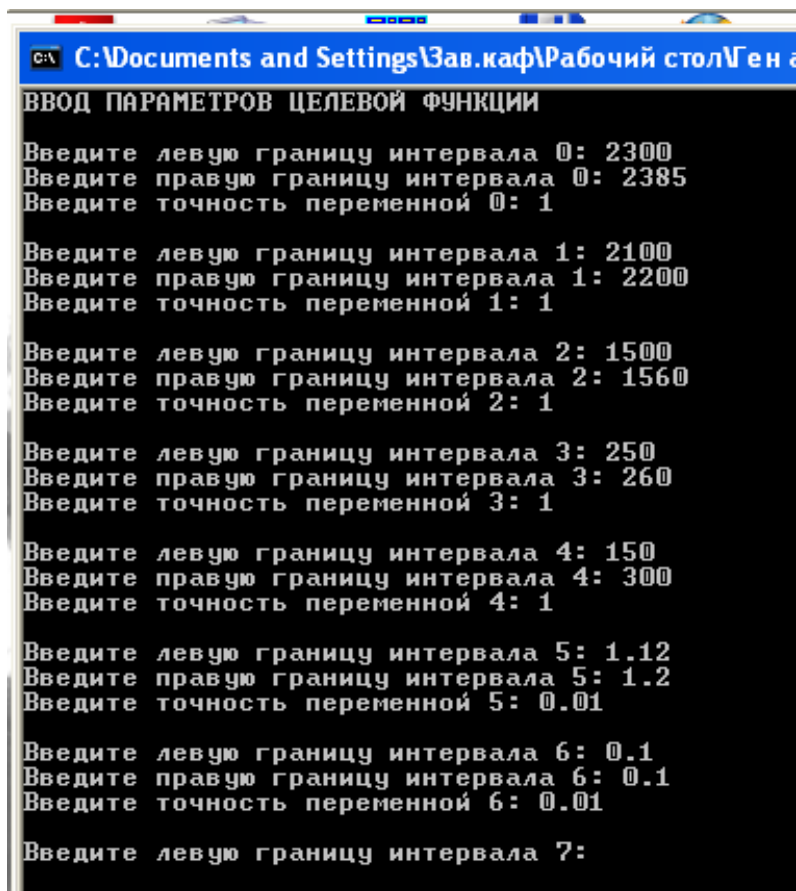 C:\Documents and Settings\Зав.каф\Рабочий стол\Ген а
ВВОД ПАРАМЕТРОВ ЦЕЛЕВОЙ ФУНКЦИИ
Введите левую границу интервала 0: 2300
Введите правую границу интервала 0: 2385
Введите точность переменной 0: 1
Введите левую границу интервала 1: 2100
Введите правую границу интервала 1: 2200
Введите точность переменной 1: 1
Введите левую границу интервала 2: 1500
Введите правую границу интервала 2: 1560
Введите точность переменной 2: 1
Введите левую границу интервала 3: 250
Введите правую границу интервала 3: 260
Введите точность переменной 3: 1
Введите левую границу интервала 4: 150
Введите правую границу интервала 4: 300
Введите точность переменной 4: 1
Введите левую границу интервала 5: 1.12
Введите правую границу интервала 5: 1.2
Введите точность переменной 5: 0.01
Введите левую границу интервала 6: 0.1
Введите правую границу интервала 6: 0.1
Введите точность переменной 6: 0.01
Введите левую границу интервала 7: